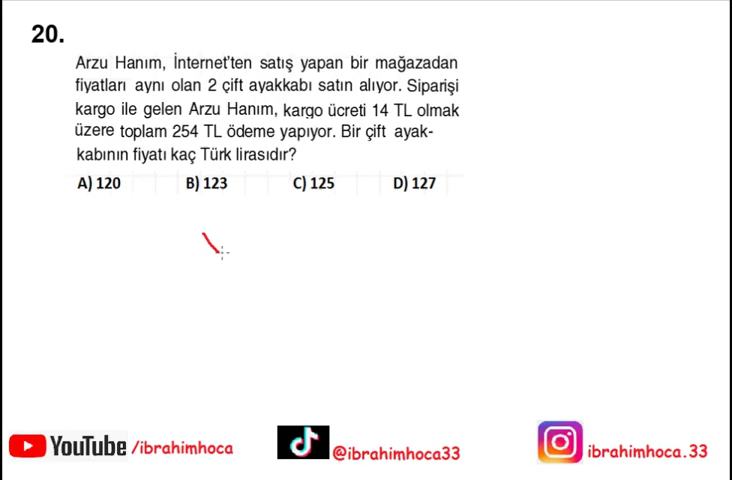 20.
Arzu Hanım, İnternet'ten satış yapan bir mağazadan
fiyatları aynı olan 2 çift ayakkabı satın alıyor. Siparişi
kargo ile gelen Arzu Hanım, kargo ücreti 14 TL olmak
üzere toplam 254 TL ödeme yapıyor. Bir çift ayak-
kabının fiyatı kaç Türk lirasıdır?
A) 120 B) 123 C) 125 D) 127
YouTube /ibrahimhoca @ibrahimhoca33 ibrahimhoca.33